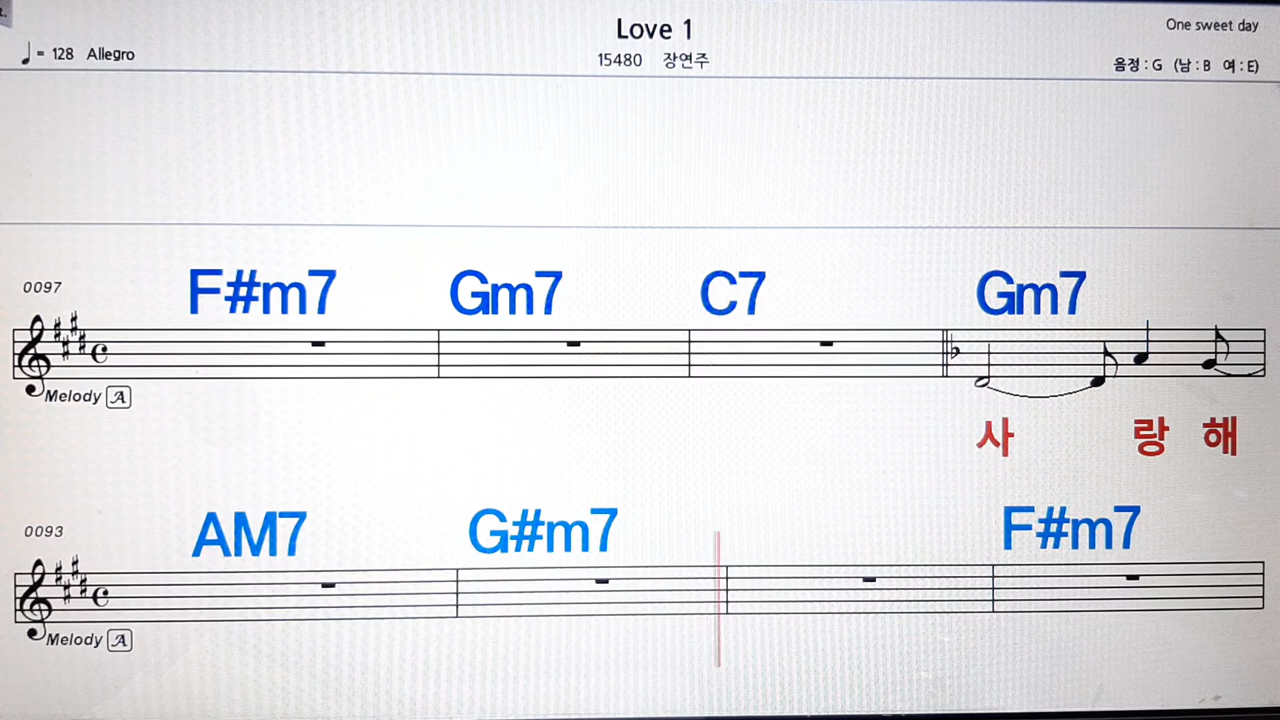 Love 1
One sweet day
= 128 Allegro
15480 장연주
음정 : G (남 : B 여 : E)
0097
F#m7 Gm7 C7 Gm7
Melody A
사 랑 해
0093
AM7 G#m7 F#m7
Melody A